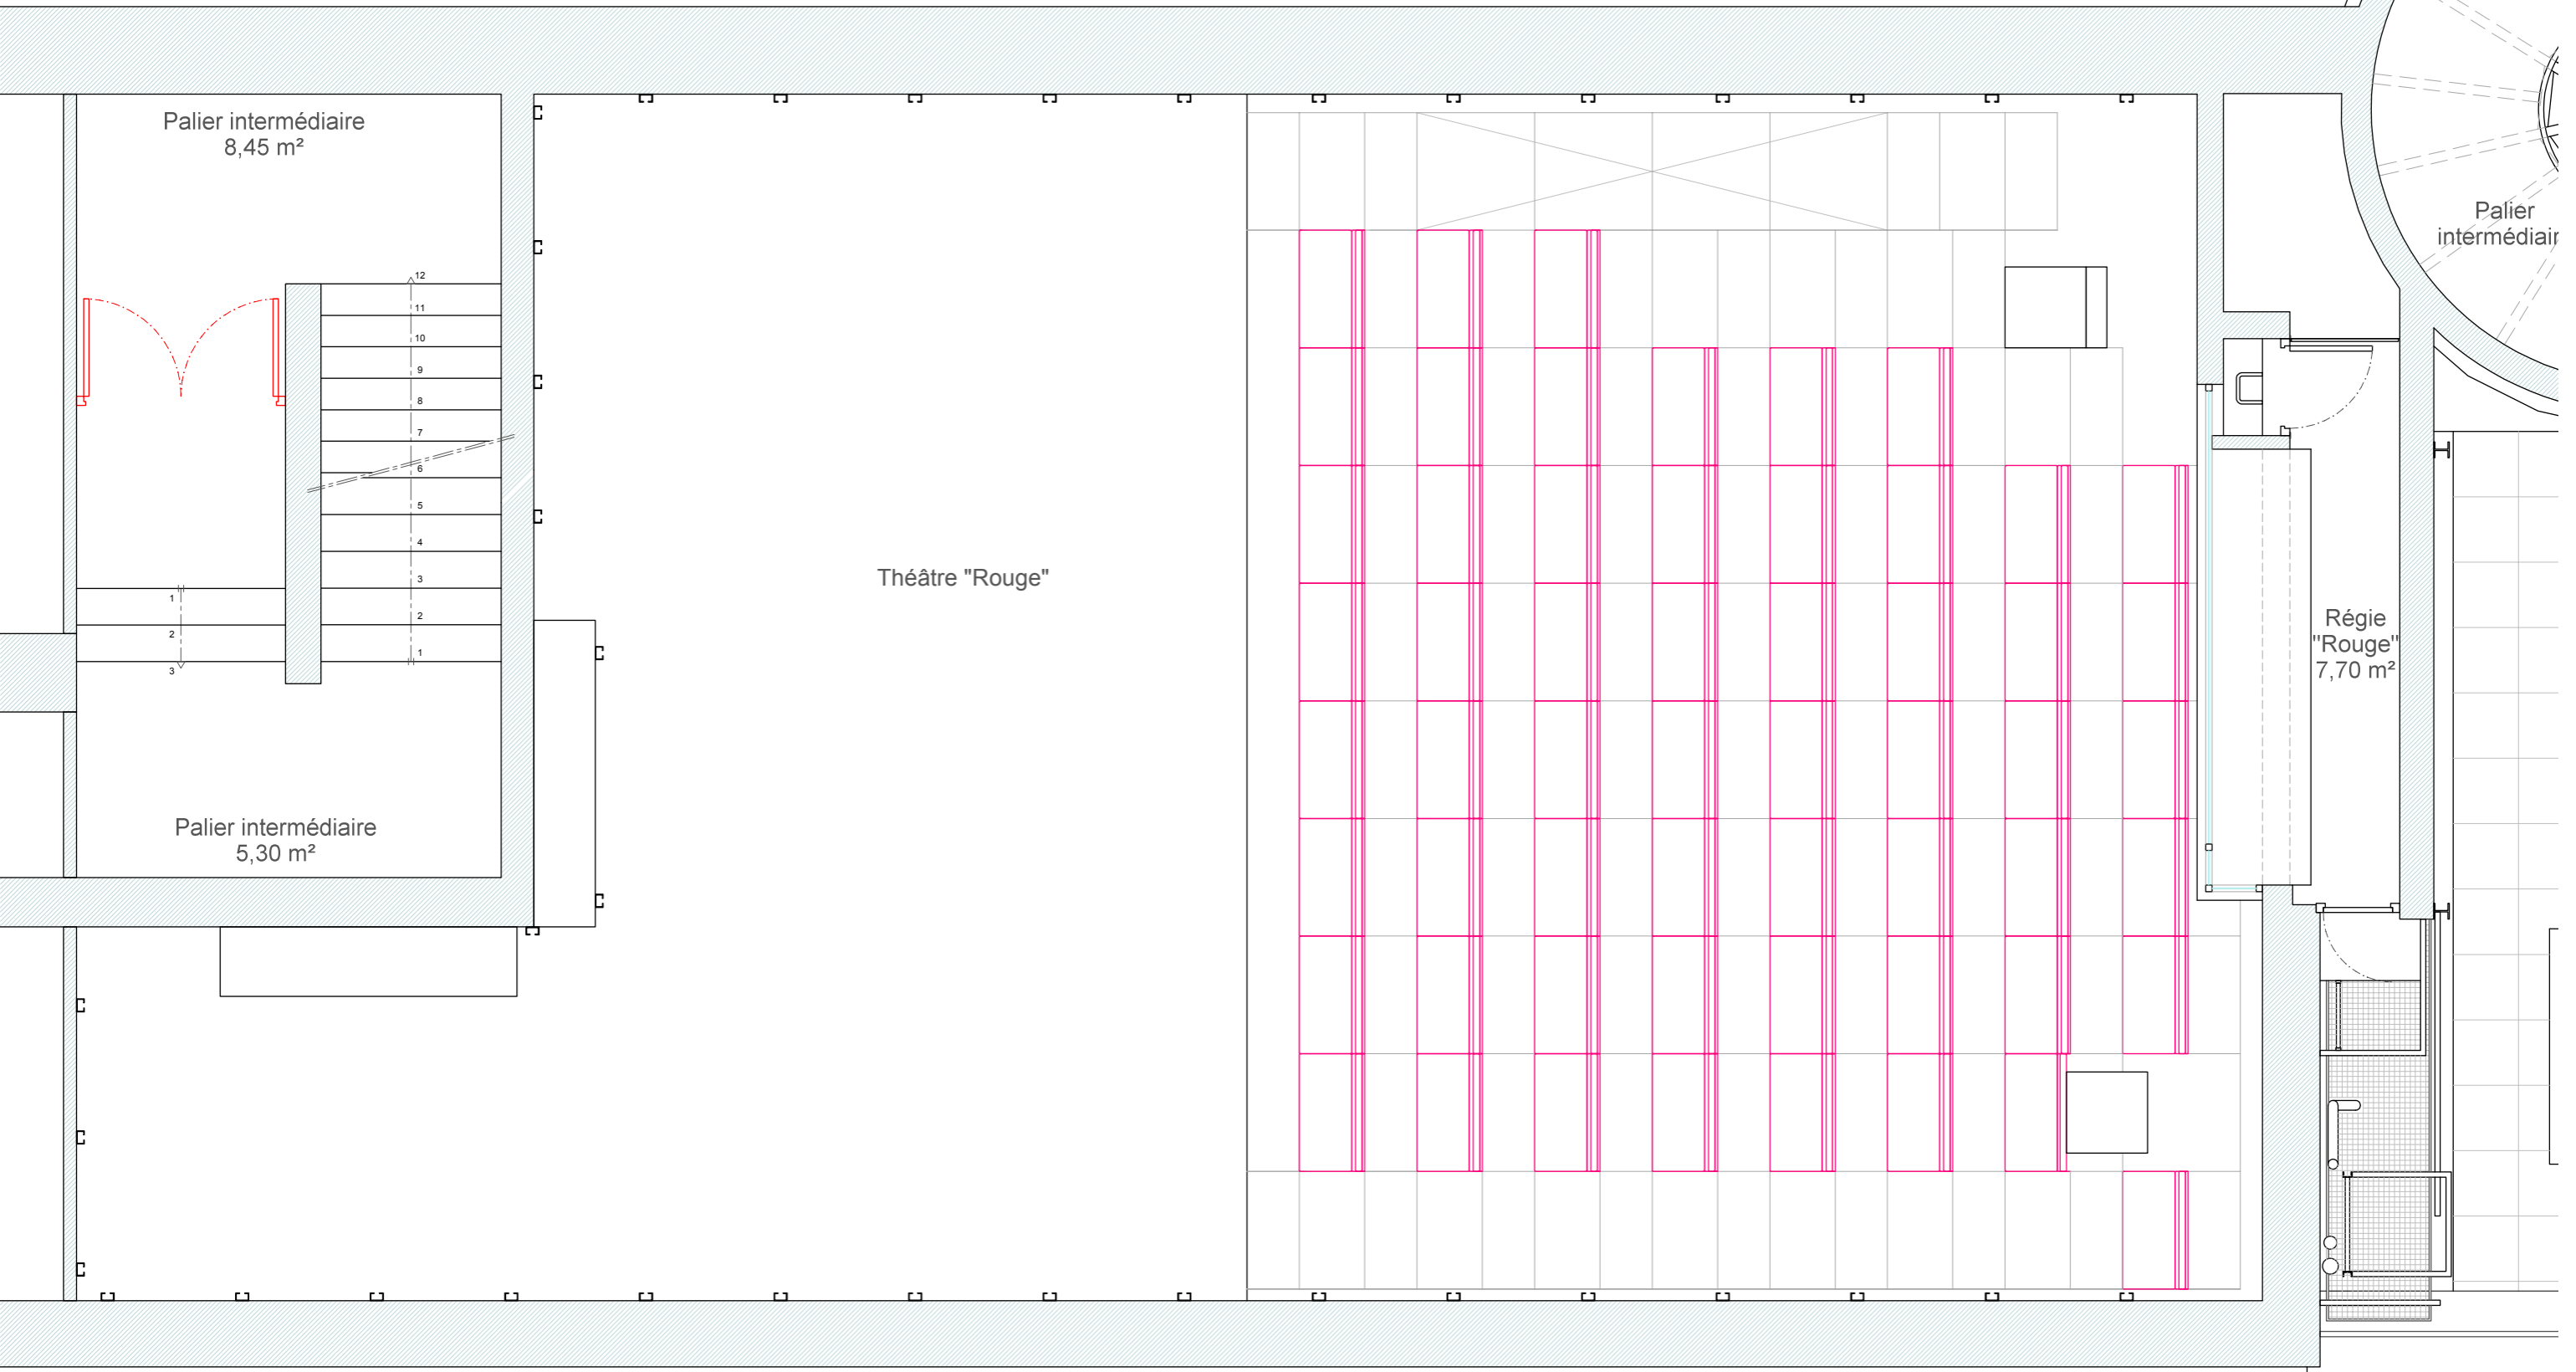 Palier intermédiaire
8,45 m²
Palier
intermédiair
12
11
10
9
8
7
6
5
4
3
2
1
1
2
3
Théâtre "Rouge"
Régie
"Rouge"
7,70 m²
Palier intermédiaire
5,30 m²